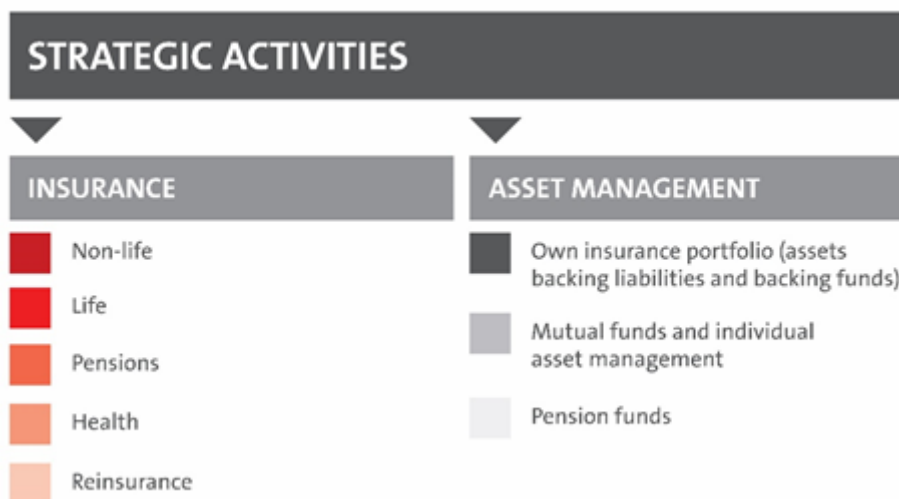 STRATEGIC ACTIVITIES
INSURANCE
Non-life
Life
Pensions
Health
Reinsurance
ASSET MANAGEMENT
Own insurance portfolio (assets
backing liabilities and backing funds)
Mutual funds and individual
asset management
Pension funds